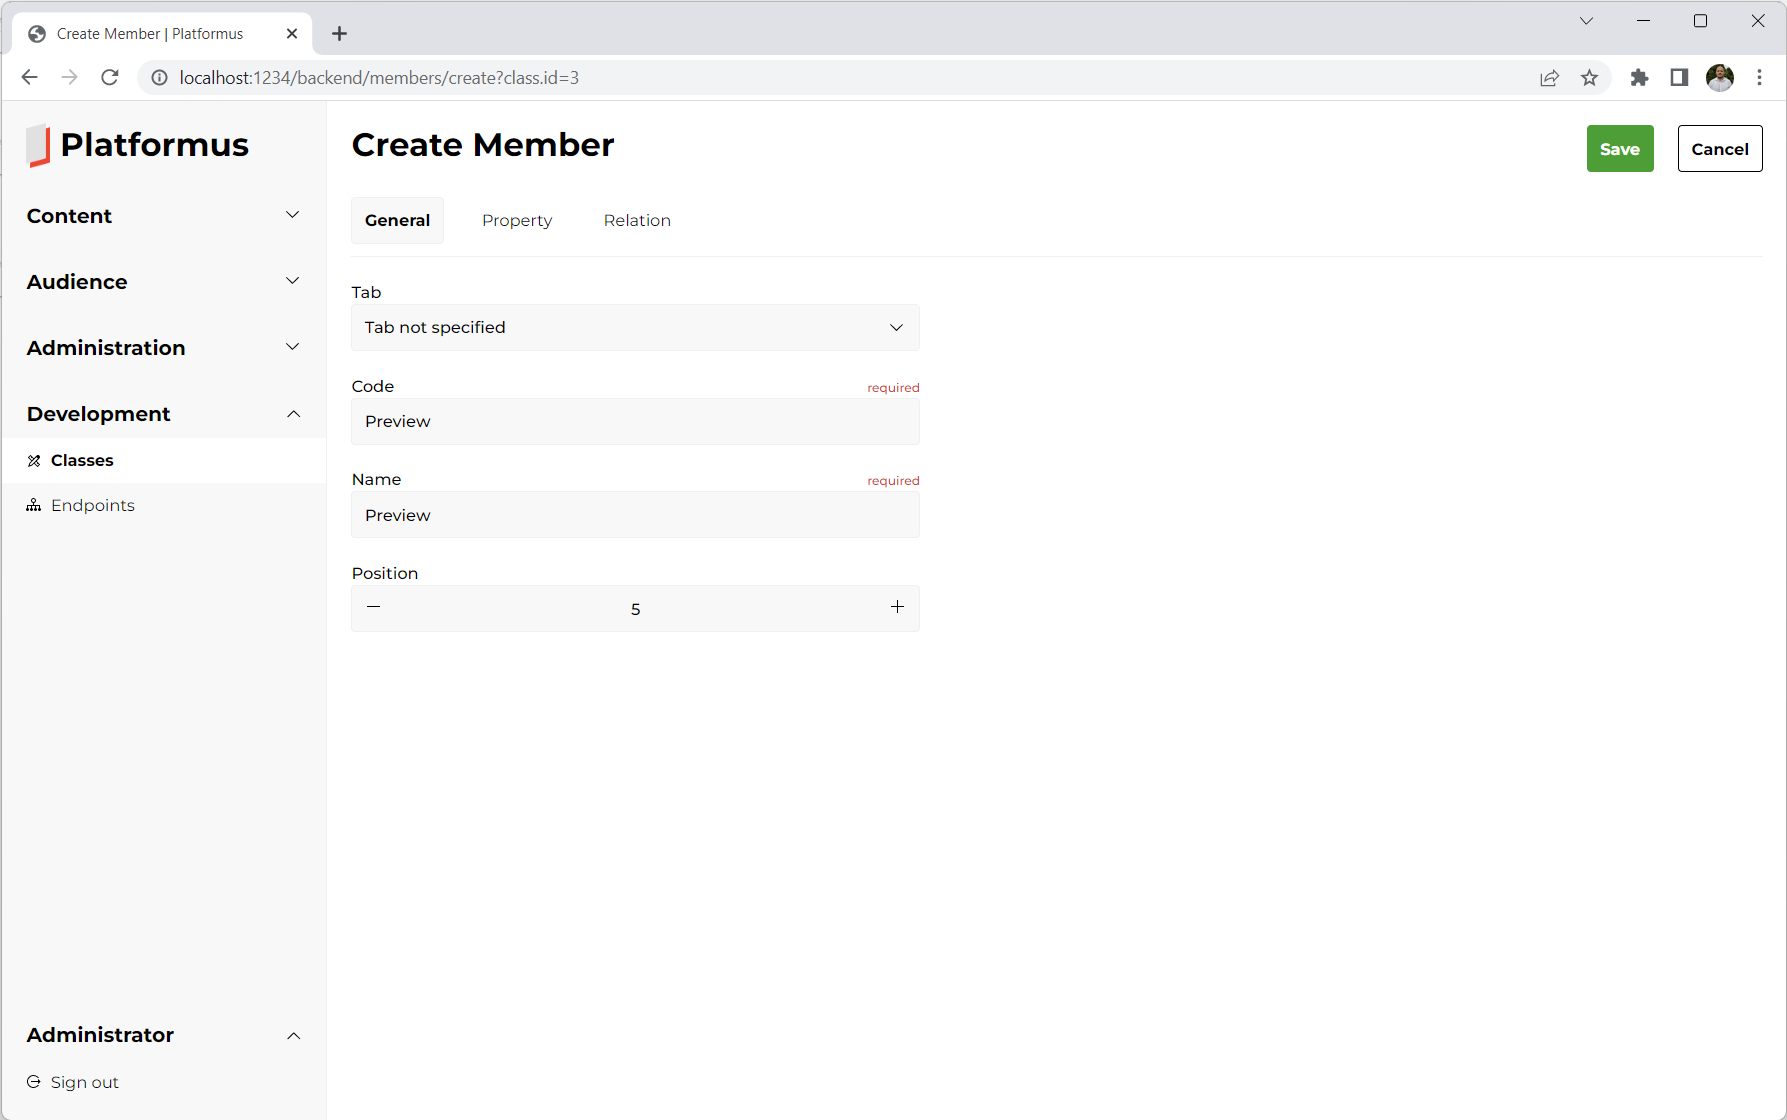 Create Member | Platformus
localhost:1234/backend/members/create?class.id=3
Platformus
Content
Audience
Administration
Development
Classes
Endpoints
Administrator
Sign out
Create Member
Save
Cancel
General
Property
Relation
Tab
Tab not specified
Code
required
Preview
Name
required
Preview
Position
5